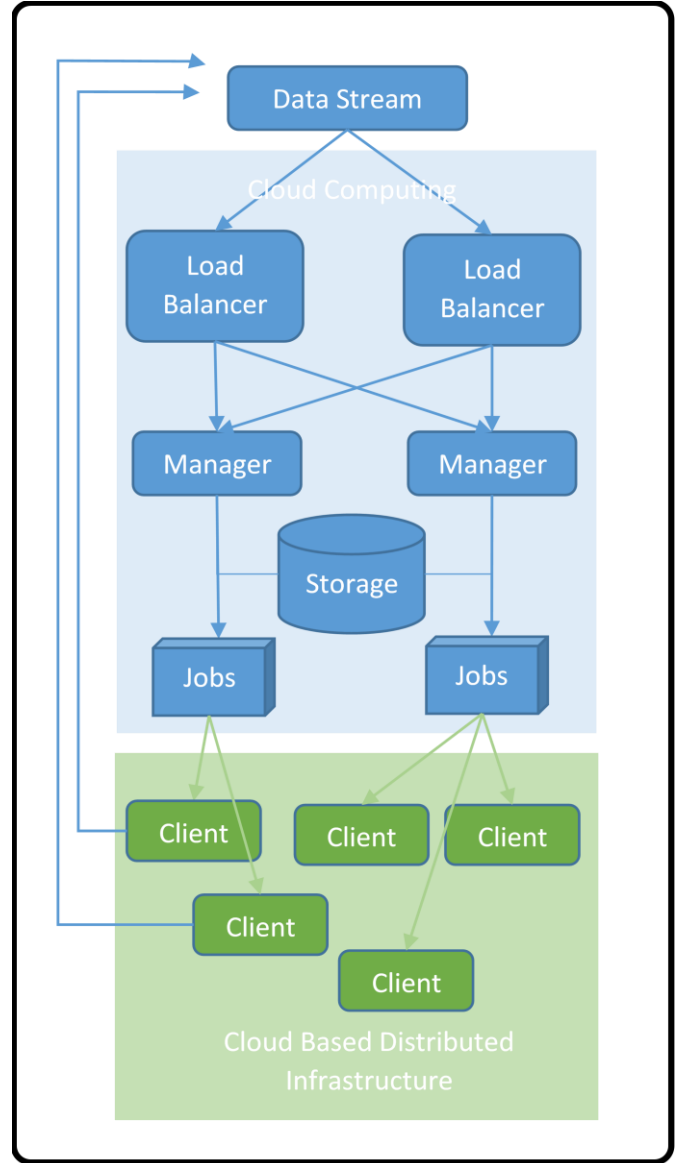 Data Stream
Cloud Computing
Load
Balancer
Load
Balancer
Manager
Manager
Storage
Jobs
Jobs
Client
Client
Client
Client
Client
Cloud Based Distributed
Infrastructure